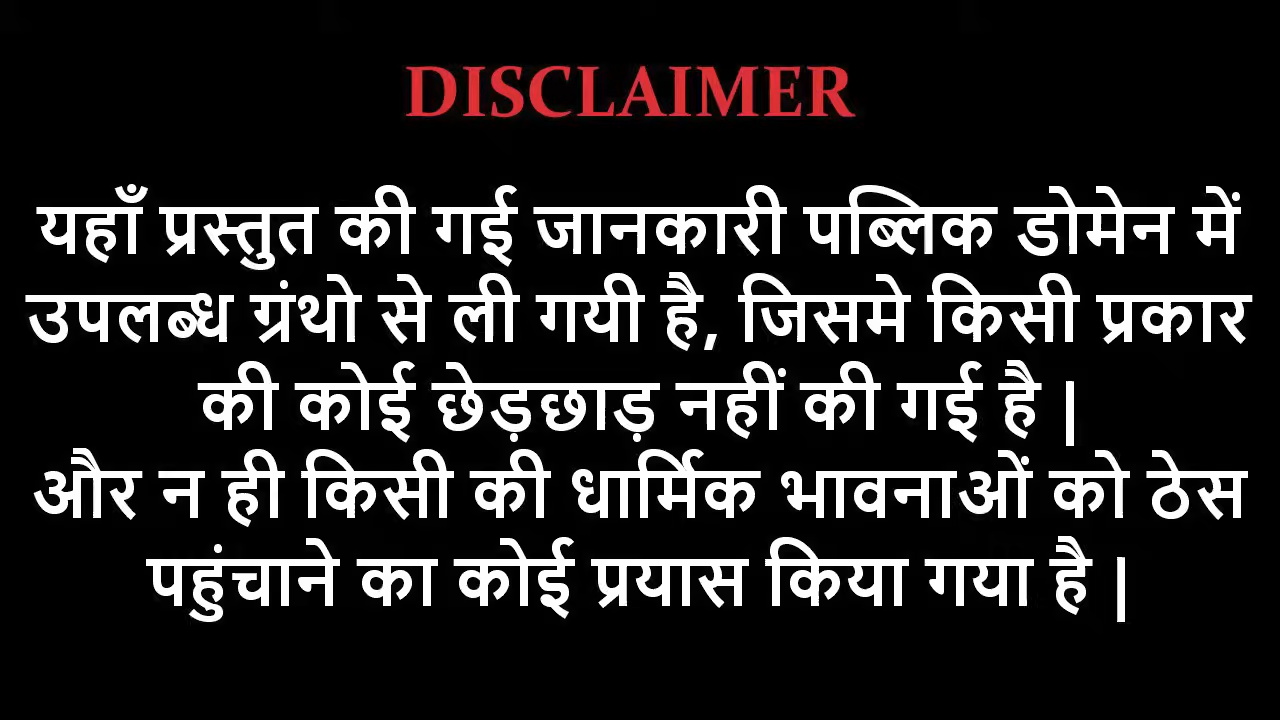 DISCLAIMER
यहाँ प्रस्तुत की गई जानकारी पब्लिक डोमेन में
उपलब्ध ग्रंथो से ली गयी है, जिसमे किसी प्रकार
की कोई छेड़छाड़ नहीं की गई है |
और न ही किसी की धार्मिक भावनाओं को ठेस
पहुंचाने का कोई प्रयास किया गया है |